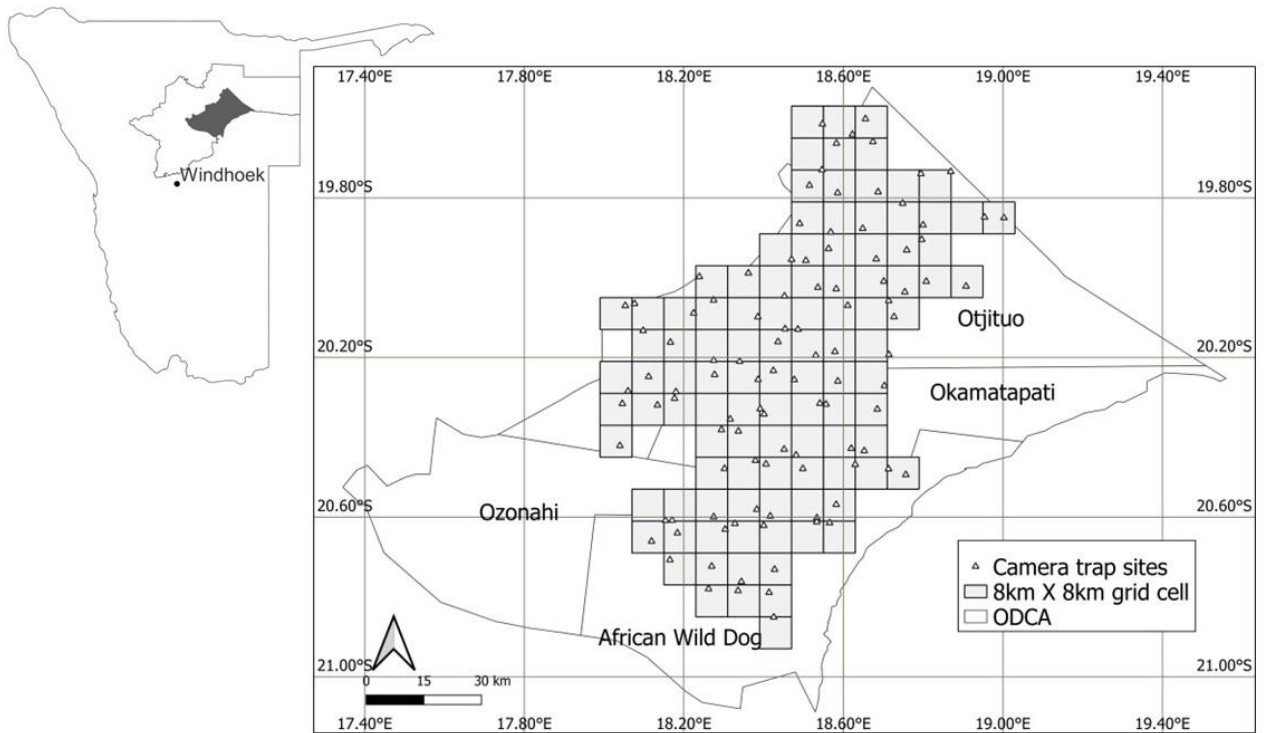 Windhoek
17.40°E 17.80°E 18.20°E 18.60°E 19.00°E 19.40°E
19.80°S 19.80°S
Otjituo
20.20°S 20.20°S
Okamatapati
Ozonahi
20.60°S 20.60°S
Camera trap sites
8km X 8km grid cell
ODCA
African Wild Dog
21.00°S 21.00°S
0 15 30 km
17.40°E 17.80°E 18.20°E 18.60°E 19.00°E 19.40°E